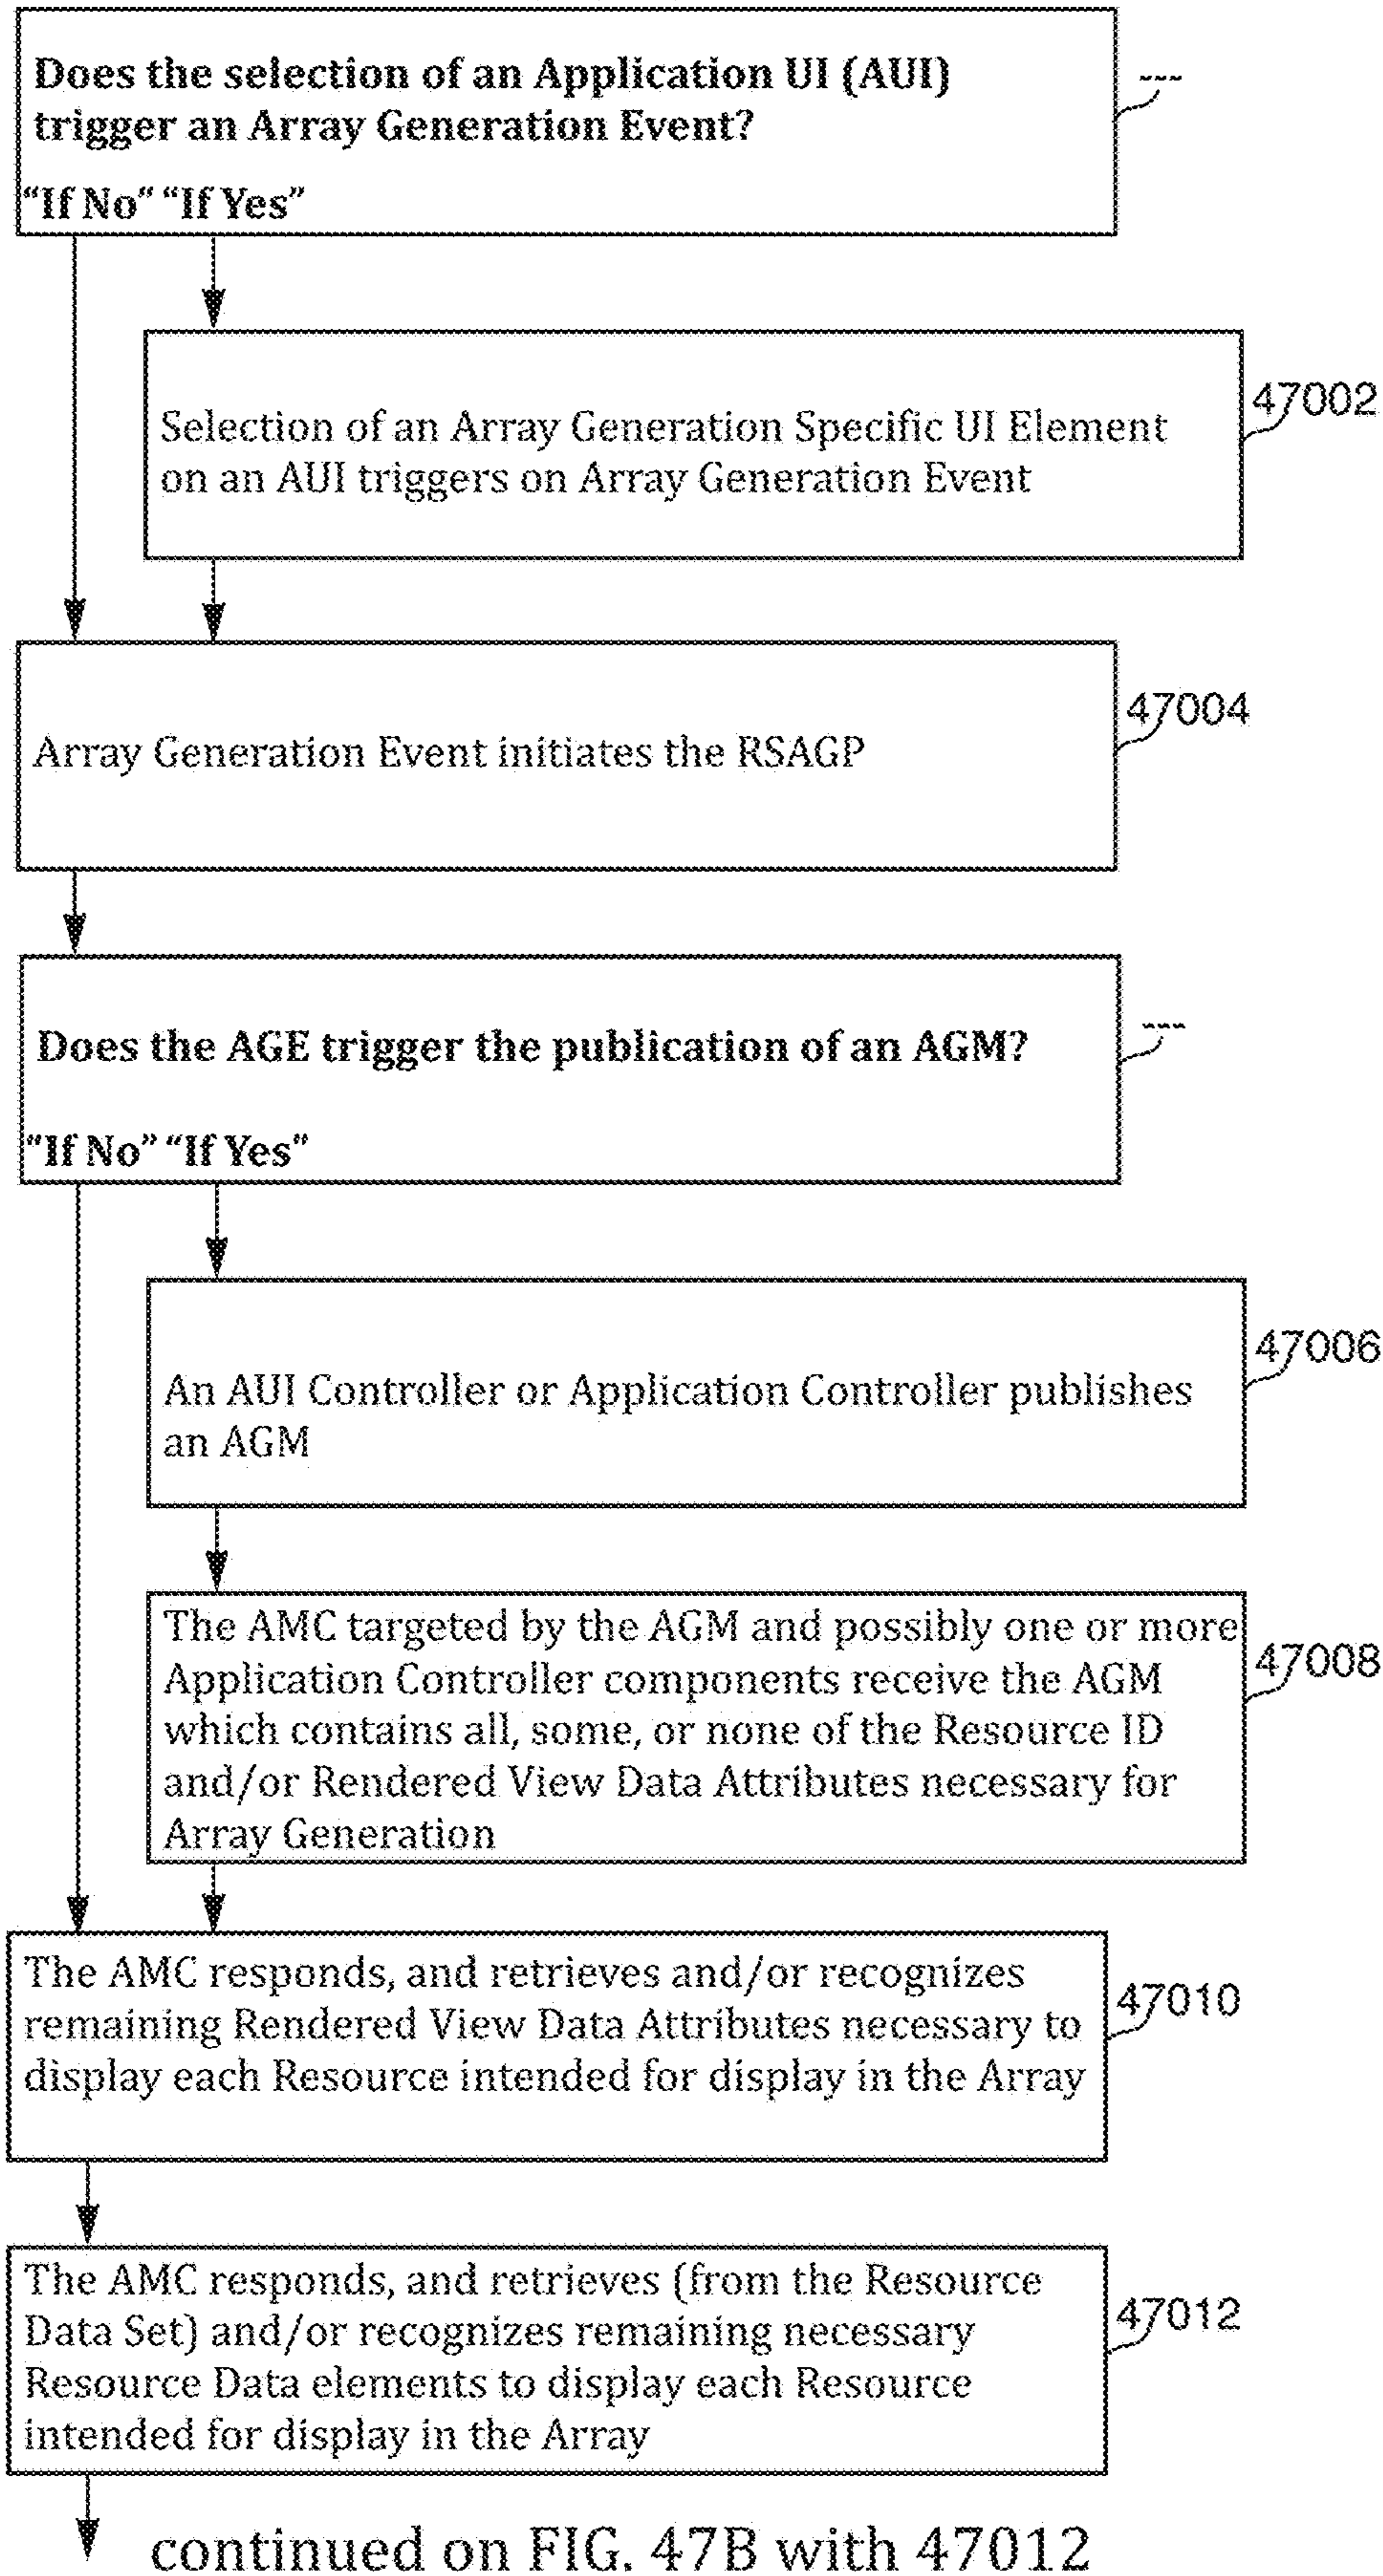 Does the selection of an Application UI (AUI)
trigger an Array Generation Event?
---
“If No” “If Yes”
Selection of an Array Generation Specific UI Element
on an AUI triggers on Array Generation Event
47002
Array Generation Event initiates the RSAGP
47004
Does the AGE trigger the publication of an AGM?
---
“If No” “If Yes”
An AUI Controller or Application Controller publishes
an AGM
47006
The AMC targeted by the AGM and possibly one or more
Application Controller components receive the AGM
which contains all, some, or none of the Resource ID
and/or Rendered View Data Attributes necessary for
Array Generation
47008
The AMC responds, and retrieves and/or recognizes
remaining Rendered View Data Attributes necessary to
display each Resource intended for display in the Array
47010
The AMC responds, and retrieves (from the Resource
Data Set) and/or recognizes remaining necessary
Resource Data elements to display each Resource
intended for display in the Array
47012
continued on FIG. 47B with 47012